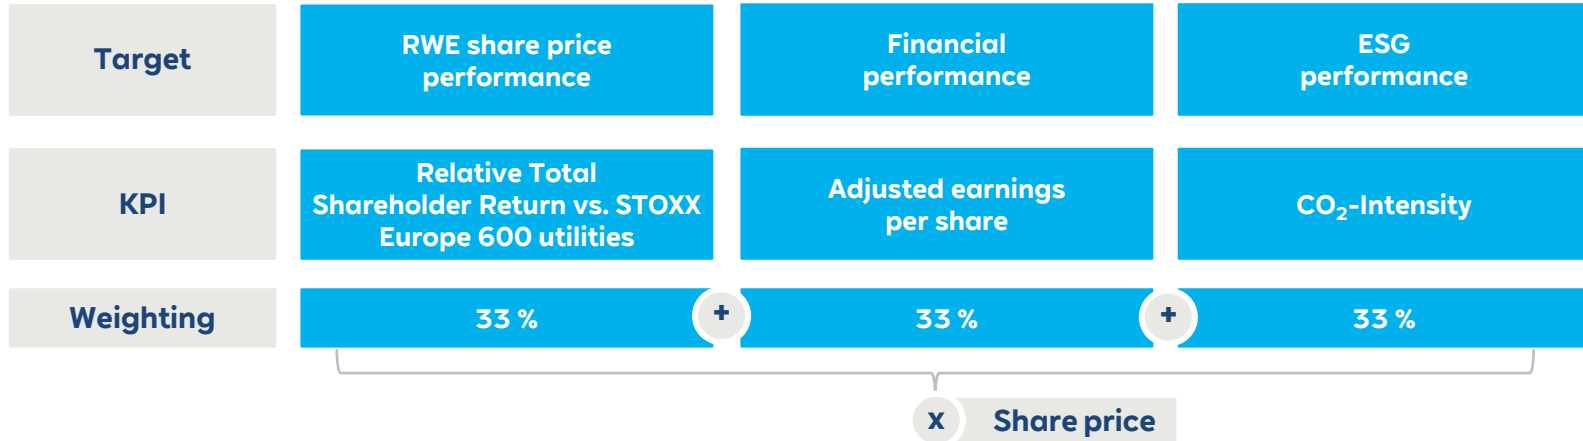 Target
RWE share price
performance
Financial
performance
ESG
performance
KPI
Relative Total
Shareholder Return vs. STOXX
Europe 600 utilities
Adjusted earnings
per share
CO₂-Intensity
Weighting
33 %
+
33 %
+
33 %
x
Share price